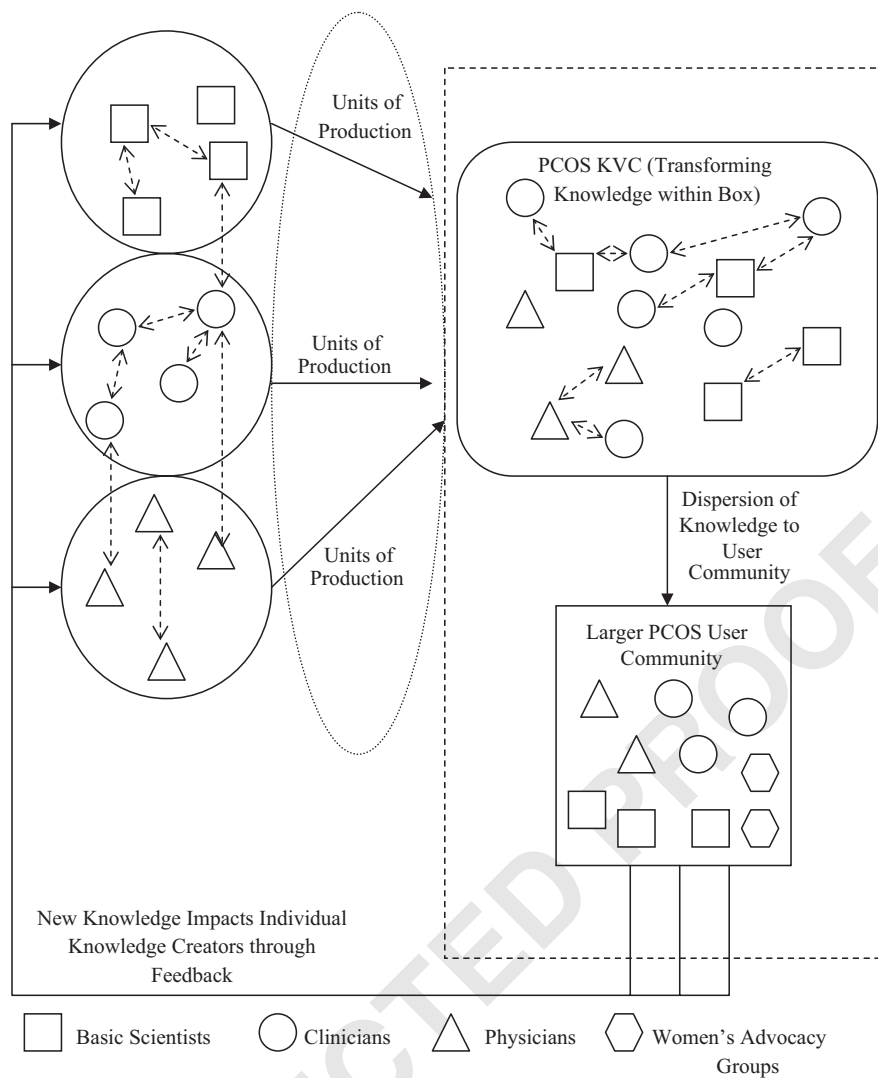 Units of
Production
PCOS KVC (Transforming
Knowledge within Box)
Units of
Production
Units of
Production
Dispersion of
Knowledge to
User
Community
Larger PCOS User
Community
New Knowledge Impacts Individual
Knowledge Creators through
Feedback
Basic Scientists
Clinicians
Physicians
Women's Advocacy
Groups
CTED PROOF